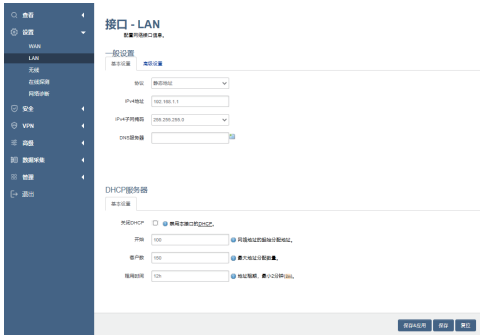 查看
设置
WAN
LAN
无线
在线探测
网络诊断
安全
VPN
高级
数据采集
管理
退出
接口 - LAN
配置网络接口信息。
一般设置
基本设置 高级设置
协议 静态地址
IPv4地址 192.168.1.1
IPv4子网掩码 255.255.255.0
DNS服务器
DHCP服务器
基本设置
关闭DHCP 禁用本接口的DHCP。
开始 100 网络地址的起始分配地址。
客户数 150 最大地址分配数量。
租用时间 12h 地址租期，最小2分钟(2m)。
保存&应用 保存 复位